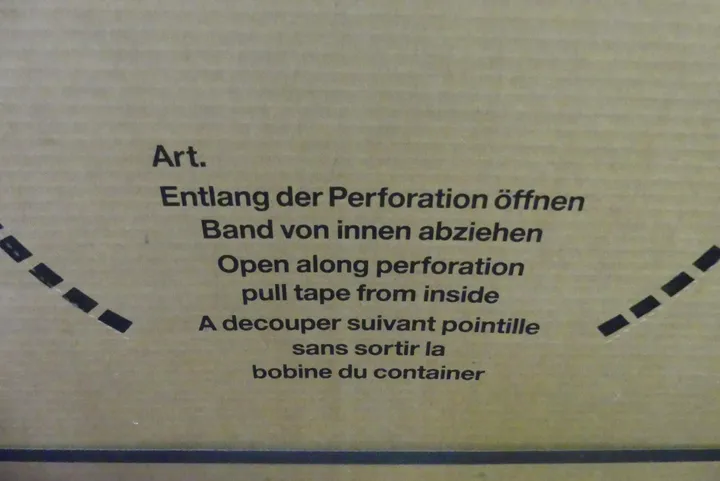 Art.
Entlang der Perforation öffnen
Band von innen abziehen
Open along perforation
pull tape from inside
A decouper suivant pointille
sans sortir la
bobine du container